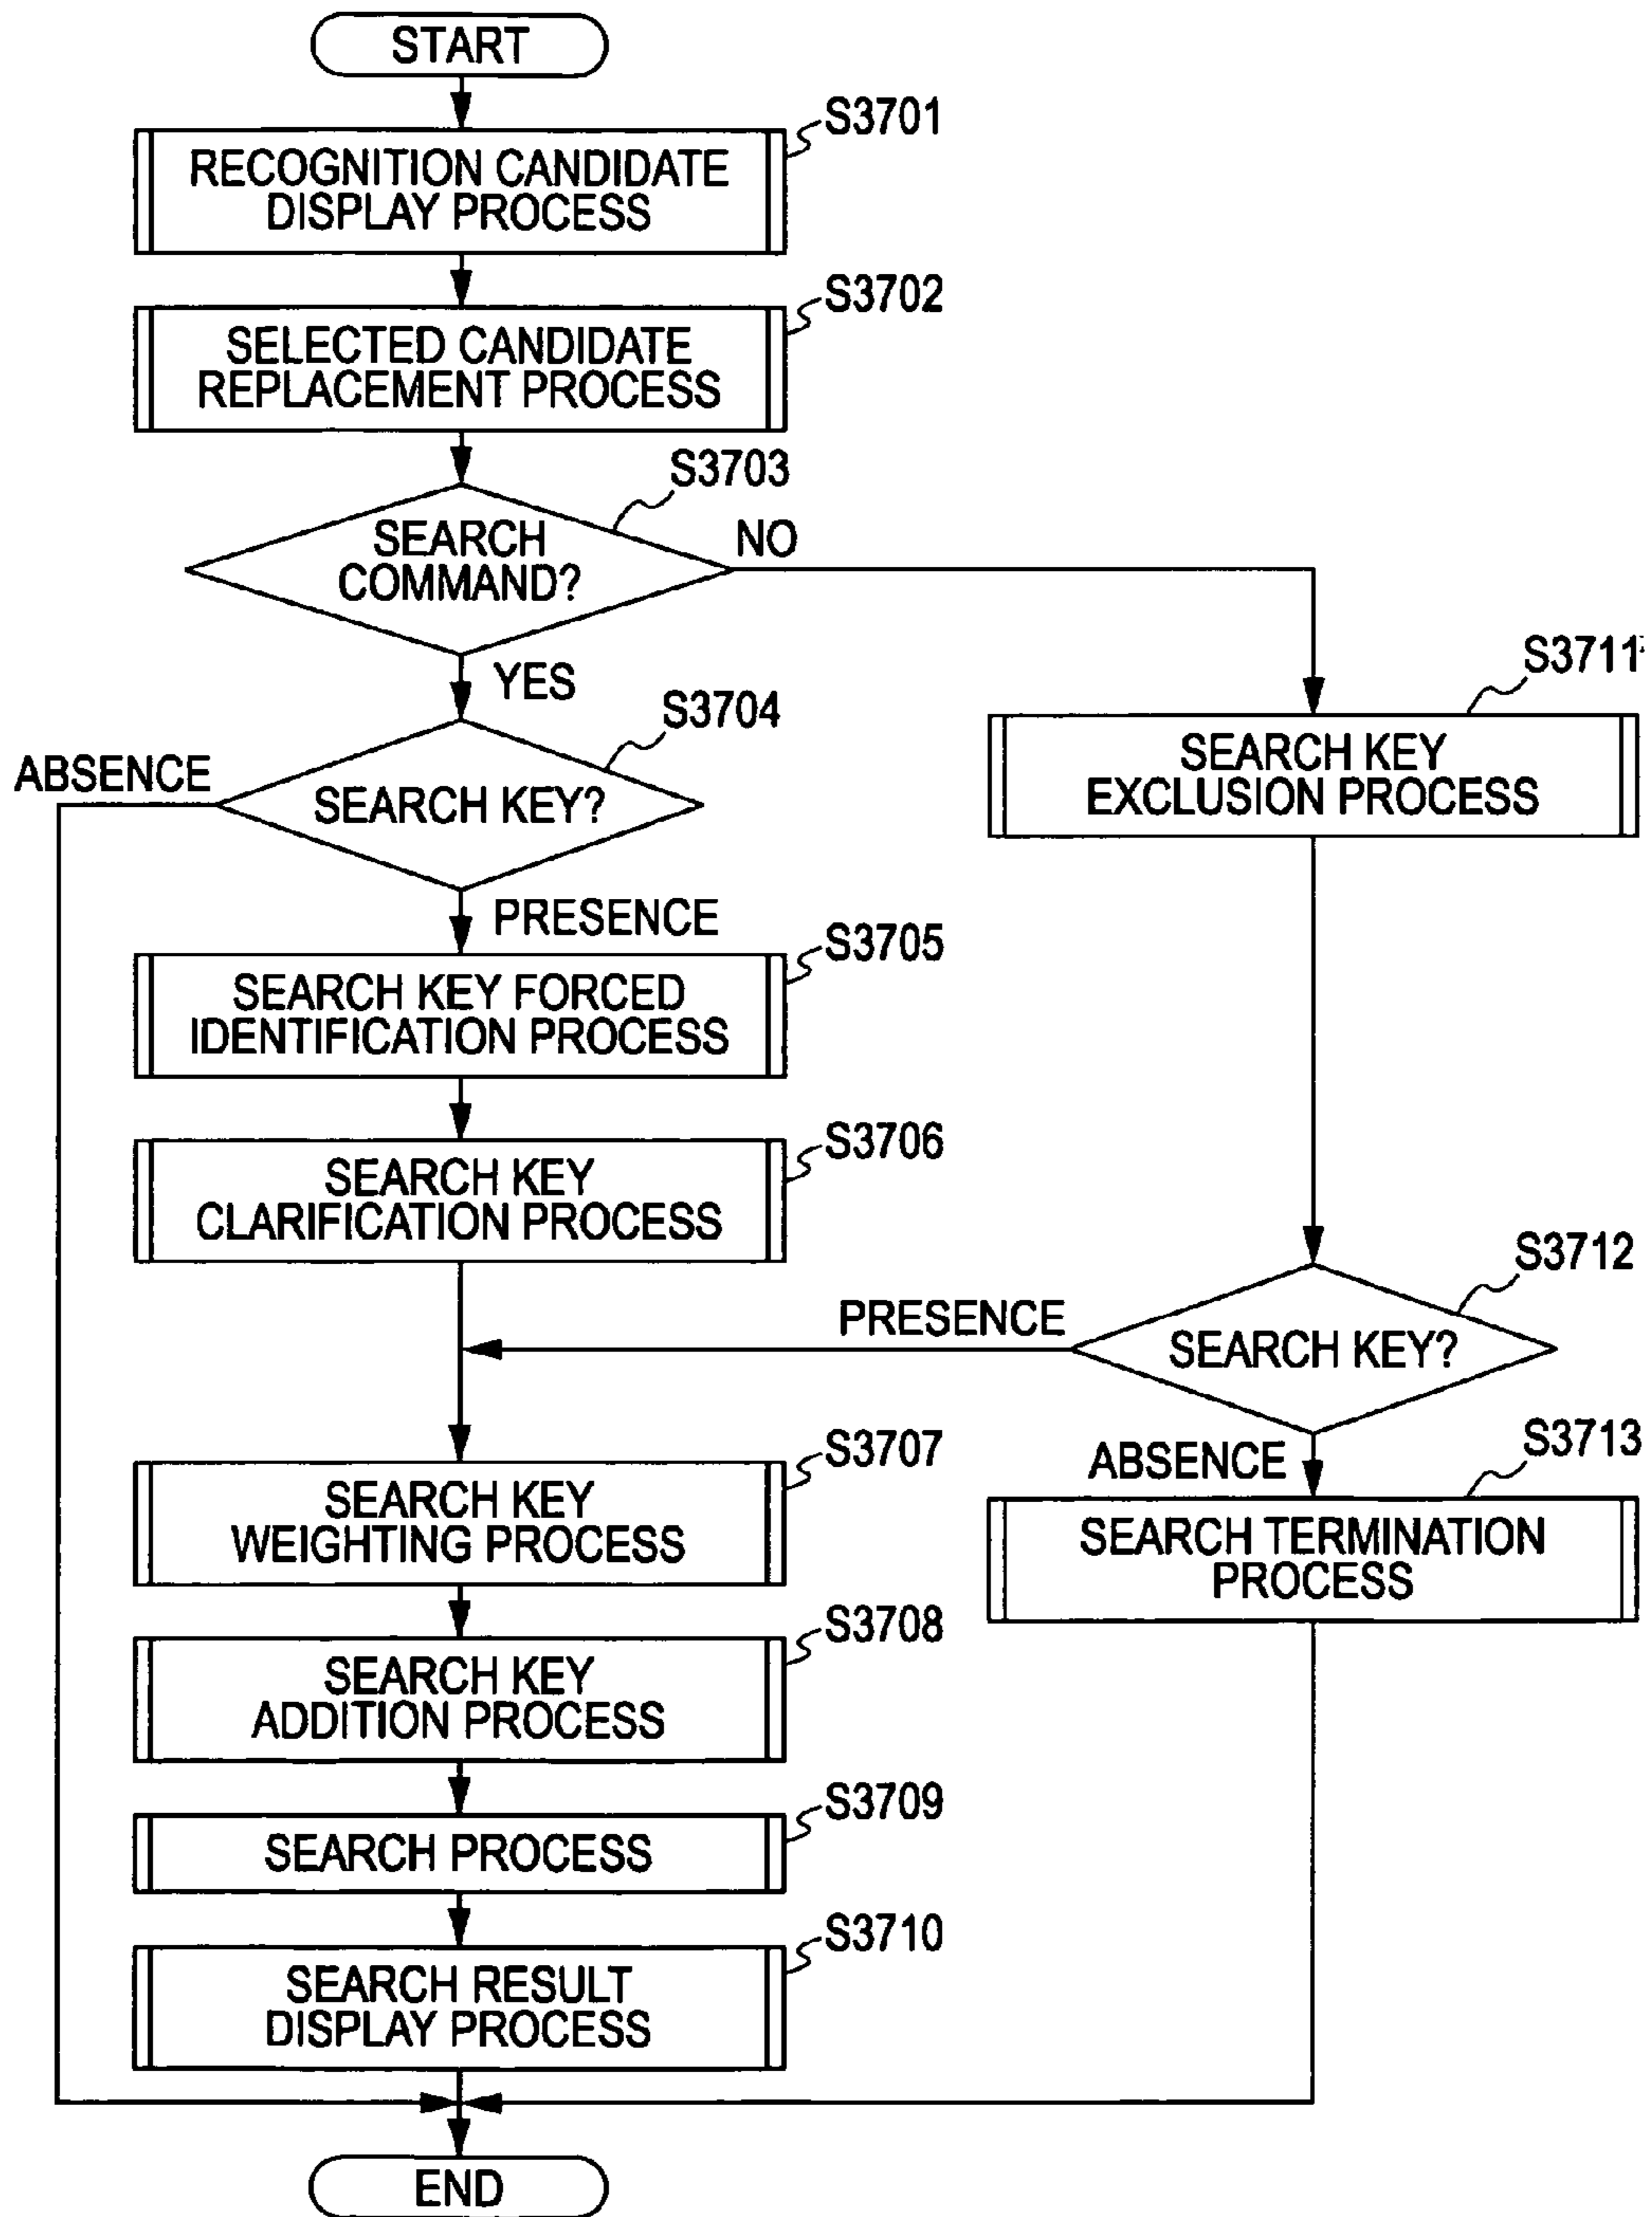 START
S3701
RECOGNITION CANDIDATE
DISPLAY PROCESS
S3702
SELECTED CANDIDATE
REPLACEMENT PROCESS
S3703
SEARCH
COMMAND?
NO
YES
S3704
ABSENCE
SEARCH KEY?
PRESENCE
S3705
SEARCH KEY FORCED
IDENTIFICATION PROCESS
S3706
SEARCH KEY
CLARIFICATION PROCESS
S3707
SEARCH KEY
WEIGHTING PROCESS
S3708
SEARCH KEY
ADDITION PROCESS
S3709
SEARCH PROCESS
S3710
SEARCH RESULT
DISPLAY PROCESS
S3711
SEARCH KEY
EXCLUSION PROCESS
S3712
PRESENCE
SEARCH KEY?
ABSENCE
S3713
SEARCH TERMINATION
PROCESS
END